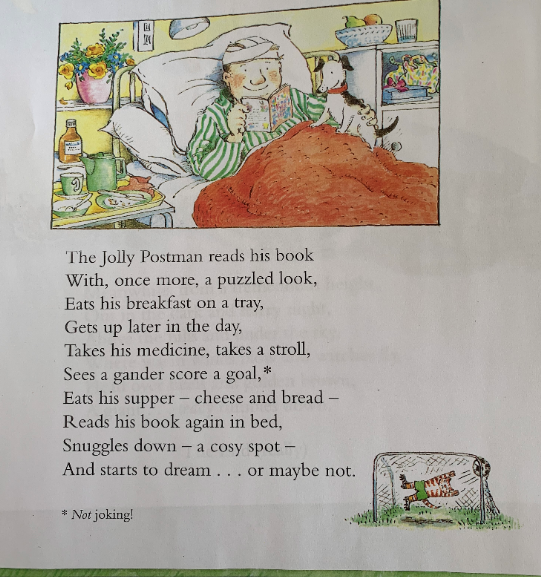 The Jolly Postman reads his book
With, once more, a puzzled look,
Eats his breakfast on a tray,
Gets up later in the day,
Takes his medicine, takes a stroll,
Sees a gander score a goal,*
Eats his supper – cheese and bread –
Reads his book again in bed,
Snuggles down – a cosy spot –
And starts to dream . . . or maybe not.
* Not joking!